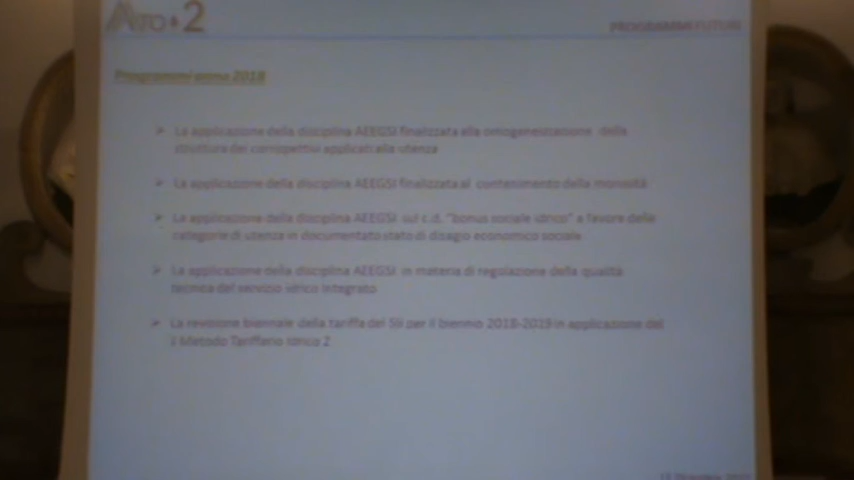 ATO 2
PROGRAMMI FUTURI
Programmi anno 2018
➢ La applicazione della disciplina AEEGSI finalizzata alla omogeneizzazione della
struttura dei corrispettivi applicati alla utenza
➢ La applicazione della disciplina AEEGSI finalizzata al contenimento della morosità
➢ La applicazione della disciplina AEEGSI sul c.d. "bonus sociale idrico" a favore delle
categorie di utenza in documentato stato di disagio economico sociale
➢ La applicazione della disciplina AEEGSI in materia di regolazione della qualità
tecnica del servizio idrico integrato
➢ La revisione biennale della tariffa del SII per il biennio 2018-2019 in applicazione del
Metodo Tariffario Idrico 2
Dicembre